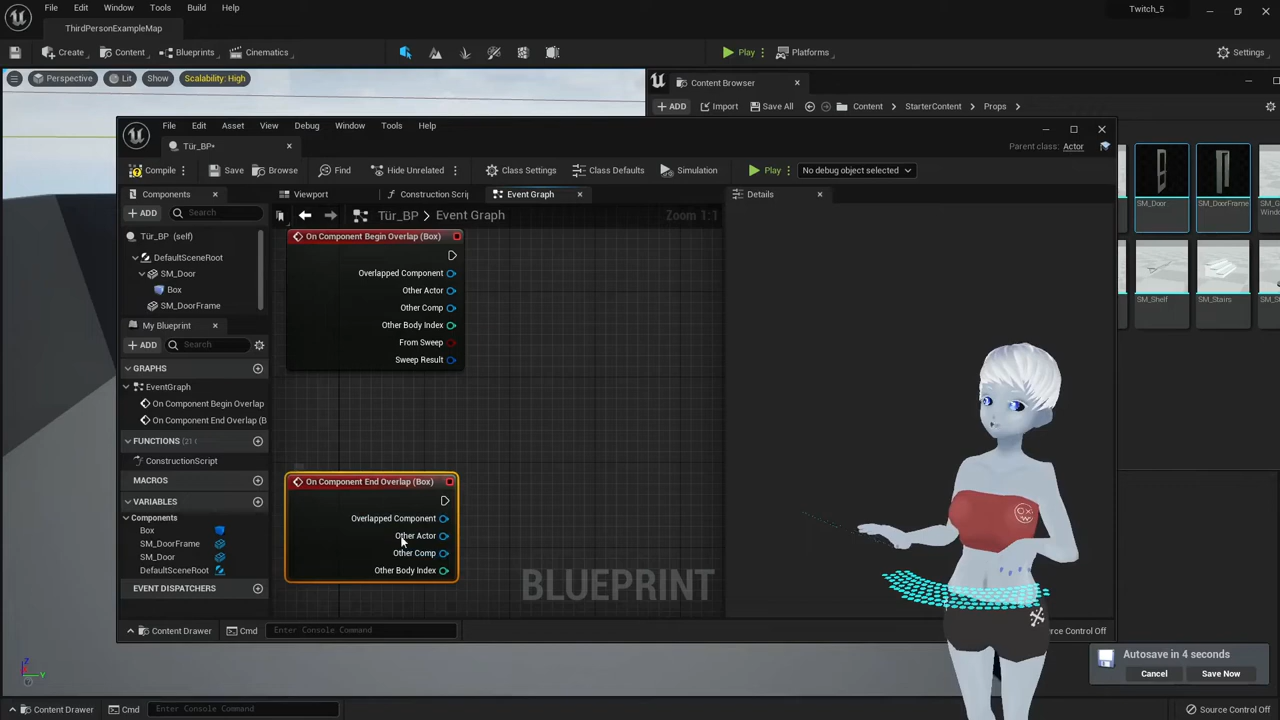 File Edit Window Tools Build Help
Twitch_5
ThirdPersonExampleMap
Create Content Blueprints Cinematics Play Platforms Settings
Perspective Lit Show Scalability: High
Content Browser
ADD Import Save All Content StarterContent Props
File Edit Asset View Debug Window Tools Help
Tür_BP*
Parent class: Actor
Compile Save Browse Find Hide Unrelated Class Settings Class Defaults Simulation Play No debug object selected
Components
Viewport
Construction Scrip
Event Graph
Details
ADD Search
Tür_BP > Event Graph
Zoom 1:1
Tür_BP (self)
DefaultSceneRoot
SM_Door
Box
SM_DoorFrame
My Blueprint
ADD Search
GRAPHS
EventGraph
On Component Begin Overlap
On Component End Overlap (B
FUNCTIONS (21
ConstructionScript
MACROS
VARIABLES
Components
Box
SM_DoorFrame
SM_Door
DefaultSceneRoot
EVENT DISPATCHERS
On Component Begin Overlap (Box)
Overlapped Component
Other Actor
Other Comp
Other Body Index
From Sweep
Sweep Result
On Component End Overlap (Box)
Overlapped Component
Other Actor
Other Comp
Other Body Index
BLUEPRINT
SM_Door
SM_DoorFrame
SM_G
Windo
SM_Shelf
SM_Stairs
SM_
Content Drawer Cmd Enter Console Command
Control Off
Autosave in 4 seconds
Cancel Save Now
Z
Y
Content Drawer Cmd Enter Console Command
Source Control Off